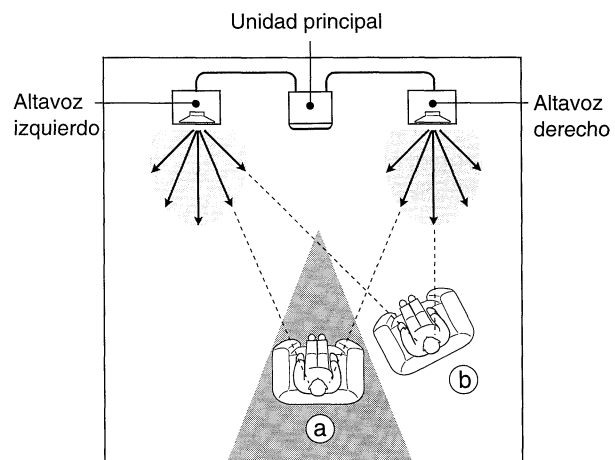 Unidad principal
Altavoz
izquierdo
Altavoz
derecho
a
b